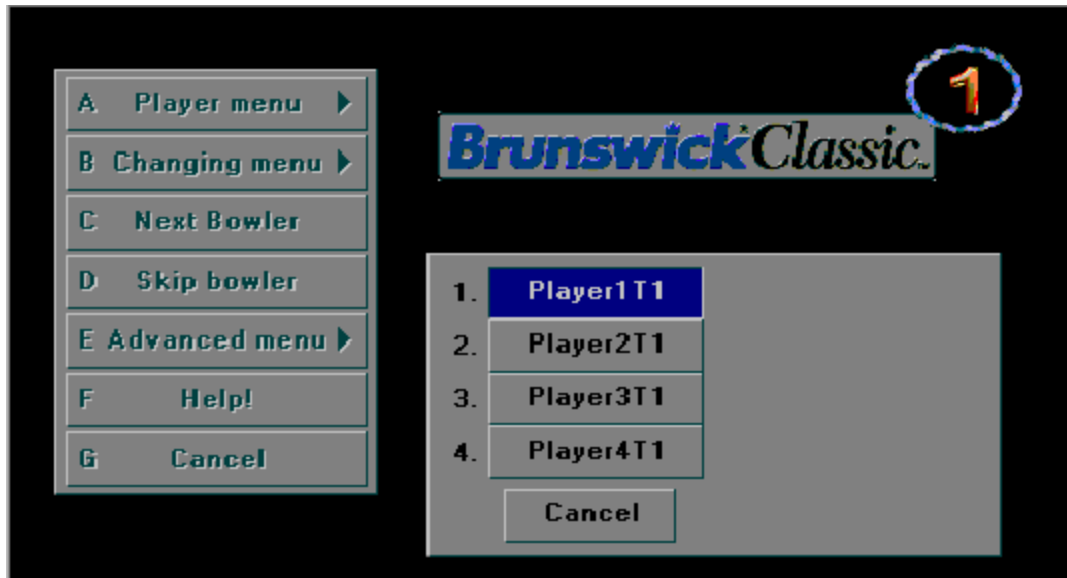 1
Brunswick Classic™
A Player menu
B Changing menu
C Next Bowler
D Skip bowler
E Advanced menu
F Help!
G Cancel
1. Player1T1
2. Player2T1
3. Player3T1
4. Player4T1
Cancel